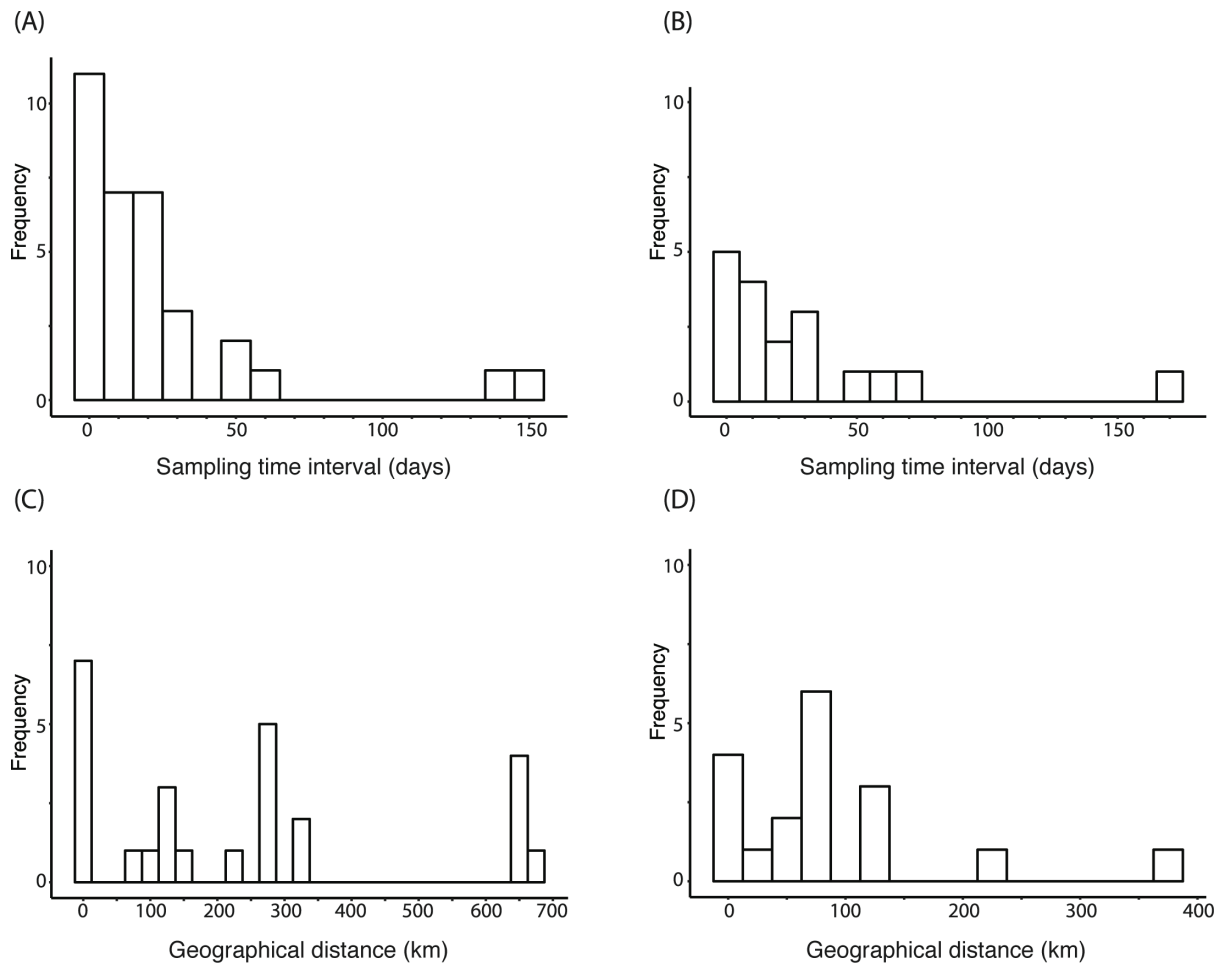 (A)
10
5
0
Frequency
0 50 100 150
Sampling time interval (days)
(B)
10
5
0
Frequency
0 50 100 150
Sampling time interval (days)
(C)
10
5
0
Frequency
0 100 200 300 400 500 600 700
Geographical distance (km)
(D)
10
5
0
Frequency
0 100 200 300 400
Geographical distance (km)